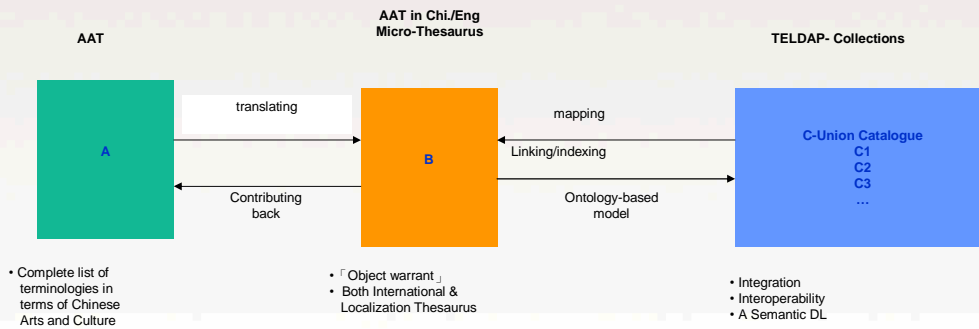 AAT
AAT in Chi./Eng
Micro-Thesaurus
TELDAP- Collections
A
translating
Contributing
back
B
mapping
Linking/indexing
Ontology-based
model
C-Union Catalogue
C1
C2
C3
…
• Complete list of
terminologies in
terms of Chinese
Arts and Culture
•「Object warrant」
• Both International &
Localization Thesaurus
• Integration
• Interoperability
• A Semantic DL